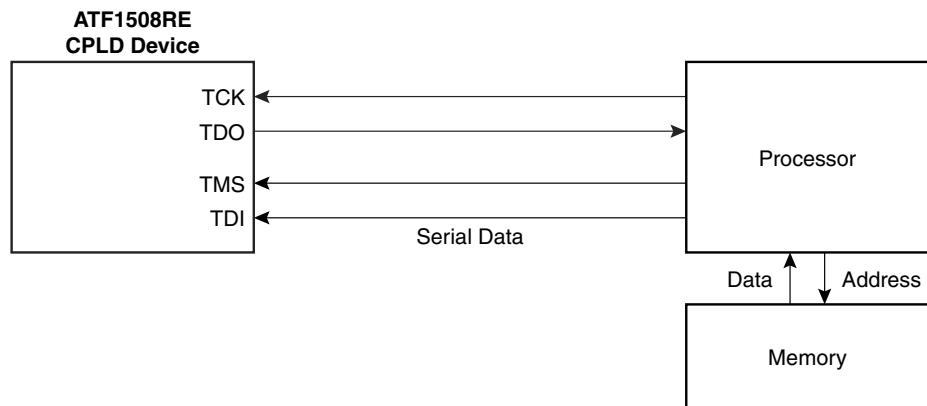 ATF1508RE
CPLD Device
TCK
TDO
TMS
TDI
Serial Data
Processor
Data
Address
Memory